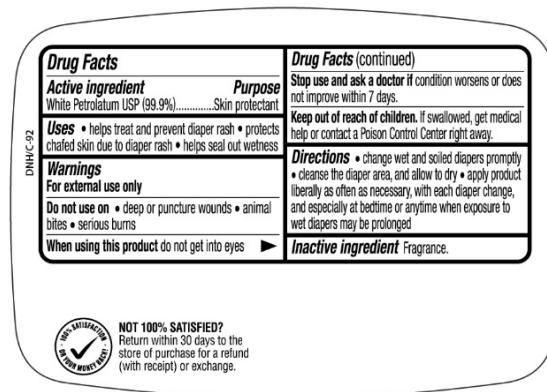 DNH/C-92
Drug Facts
Active ingredient Purpose
White Petrolatum USP (99.9%).............Skin protectant
Uses • helps treat and prevent diaper rash • protects
chafed skin due to diaper rash • helps seal out wetness
Warnings
For external use only
Do not use on • deep or puncture wounds • animal
bites • serious burns
When using this product do not get into eyes
Drug Facts (continued)
Stop use and ask a doctor if condition worsens or does
not improve within 7 days.
Keep out of reach of children. If swallowed, get medical
help or contact a Poison Control Center right away.
Directions • change wet and soiled diapers promptly
• cleanse the diaper area, and allow to dry • apply product
liberally as often as necessary, with each diaper change,
and especially at bedtime or anytime when exposure to
wet diapers may be prolonged
Inactive ingredient Fragrance.
100% SATISFACTION
OR YOUR MONEY BACK!
NOT 100% SATISFIED?
Return within 30 days to the
store of purchase for a refund
(with receipt) or exchange.